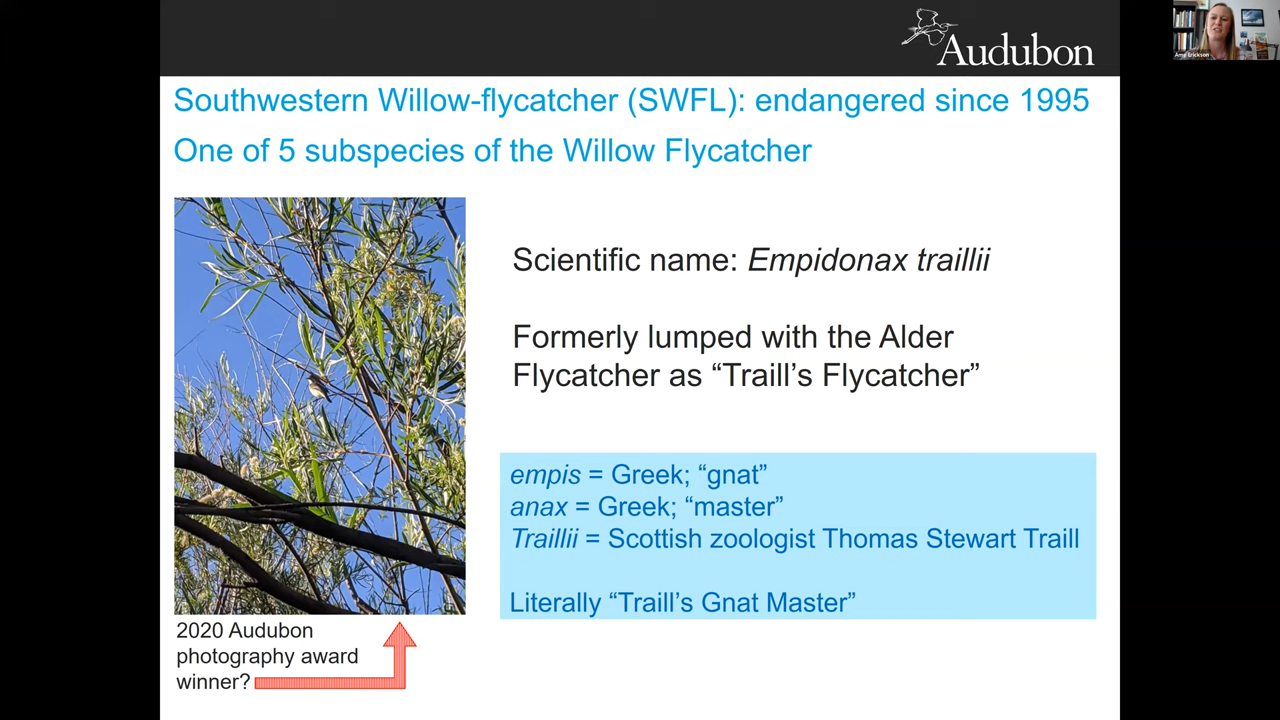 Audubon
Amy Erickson
Southwestern Willow-flycatcher (SWFL): endangered since 1995
One of 5 subspecies of the Willow Flycatcher
Scientific name: Empidonax traillii
Formerly lumped with the Alder
Flycatcher as “Traill’s Flycatcher”
empis = Greek; “gnat”
anax = Greek; “master”
Traillii = Scottish zoologist Thomas Stewart Traill
Literally “Traill’s Gnat Master”
2020 Audubon
photography award
winner?